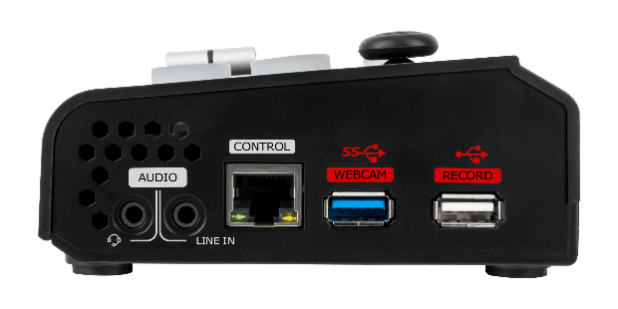 CONTROL
SS
AUDIO
WEBCAM
RECORD
LINE IN